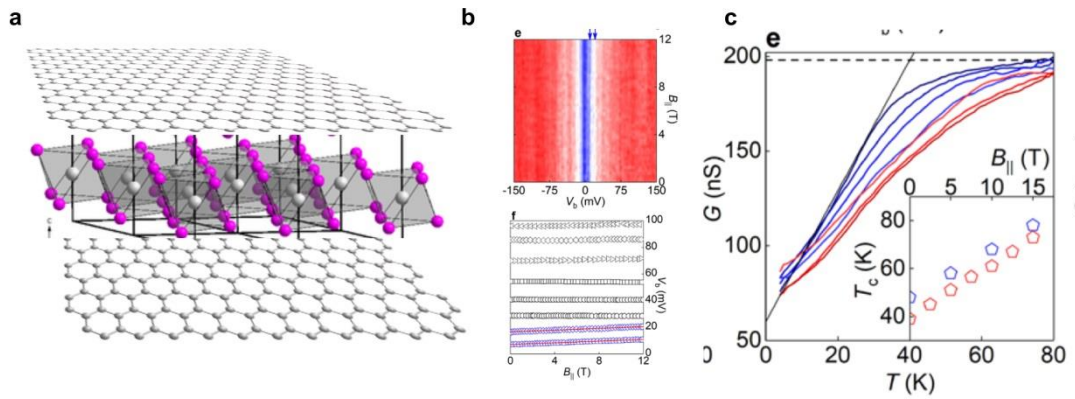 a
b
c
c
e
12
8
4
0
B|| (T)
-150 -75 0 75 150
Vb (mV)
f
100
80
60
40
20
0
Vb (mV)
0 4 8 12
B|| (T)
e
200
150
100
50
G (nS)
0 20 40 60 80
T (K)
B|| (T)
0 5 10 15
80
60
40
Tc (K)